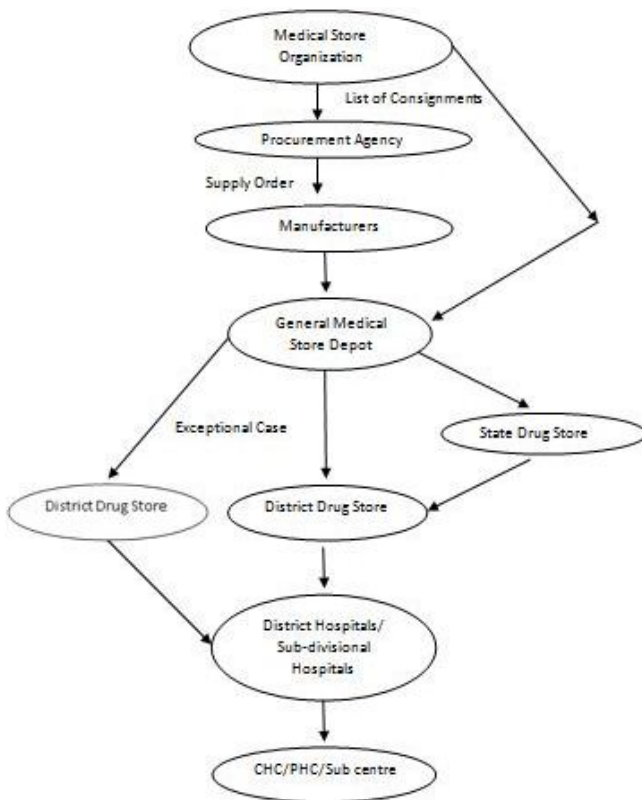 Medical Store
Organization
List of Consignments
Procurement Agency
Supply Order
Manufacturers
General Medical
Store Depot
Exceptional Case
State Drug Store
District Drug Store
District Drug Store
District Hospitals/
Sub-divisional
Hospitals
CHC/PHC/Sub centre